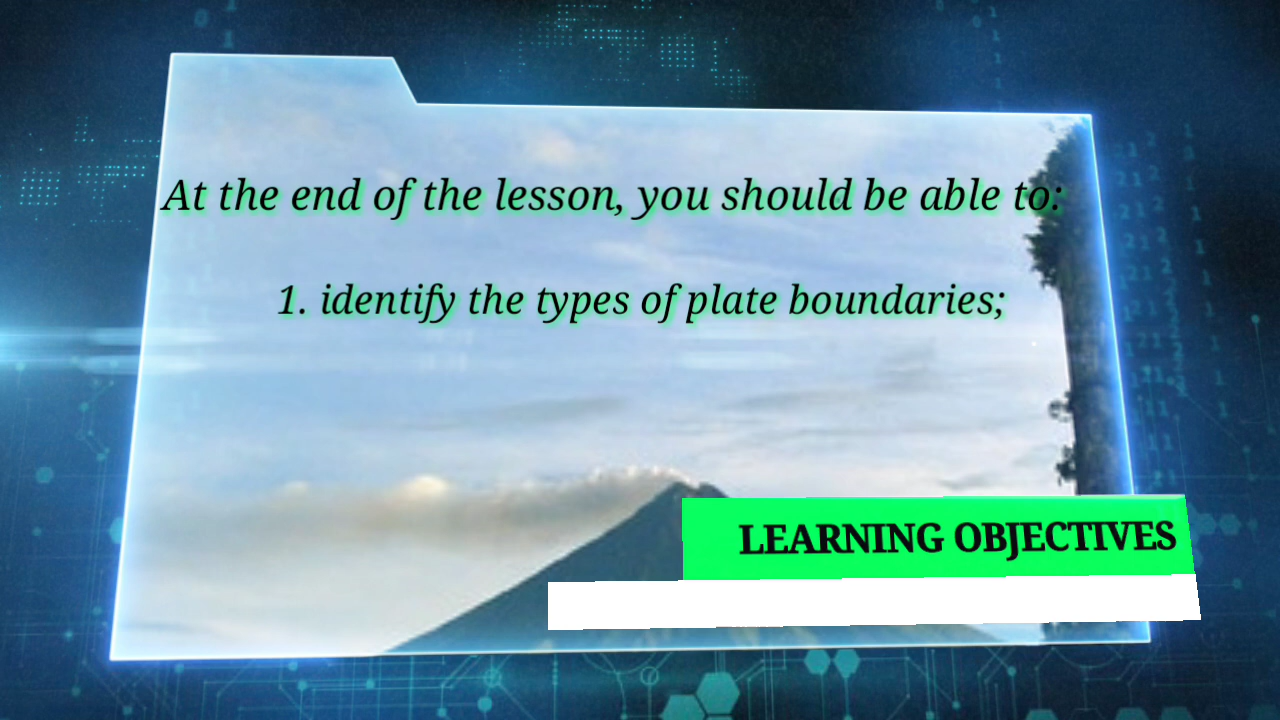 At the end of the lesson, you should be able to:
1. identify the types of plate boundaries;
LEARNING OBJECTIVES